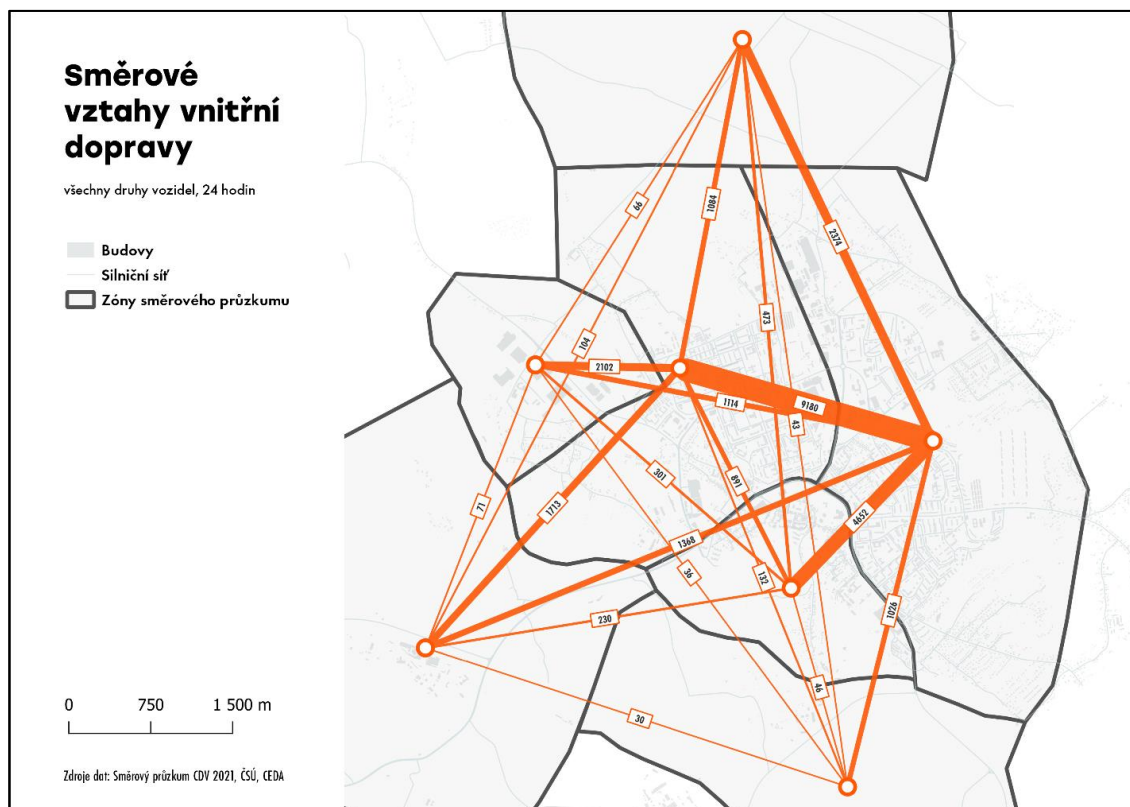 Směrové
vztahy vnitřní
dopravy
všechny druhy vozidel, 24 hodin
Budovy
Silniční síť
Zóny směrového průzkumu
0 750 1 500 m
Zdroje dat: Směrový průzkum CDV 2021, ČSÚ, CEDA
66
1084
2374
473
104
2102
9180
1114
43
301
891
71
1713
4652
1368
36
132
230
1026
46
30